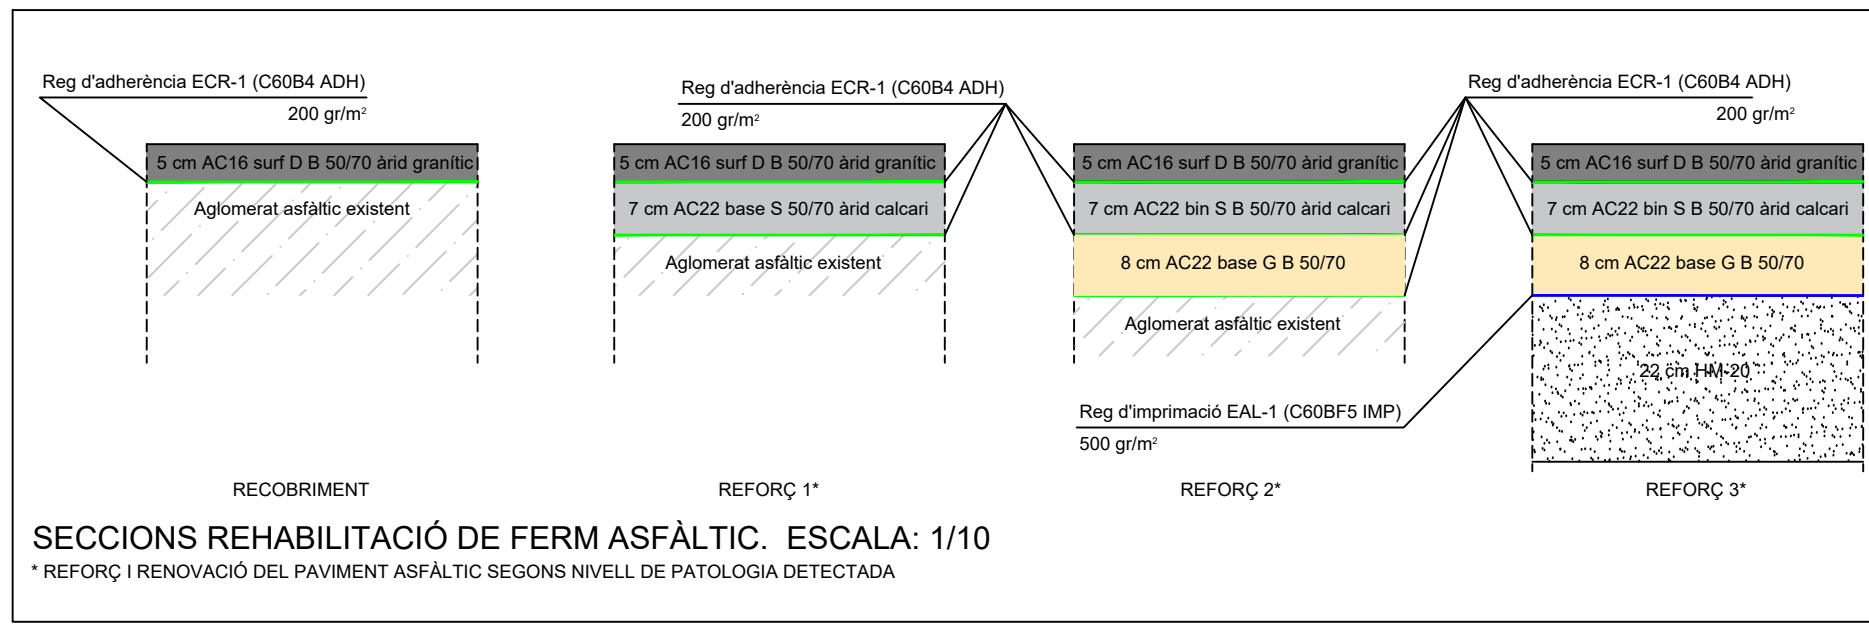 Reg d'adherència ECR-1 (C60B4 ADH)
200 gr/m²
5 cm AC16 surf D B 50/70 àrid granític
Aglomerat asfàltic existent
RECOBRIMENT
Reg d'adherència ECR-1 (C60B4 ADH)
200 gr/m²
5 cm AC16 surf D B 50/70 àrid granític
7 cm AC22 base S 50/70 àrid calcari
Aglomerat asfàltic existent
REFORÇ 1*
5 cm AC16 surf D B 50/70 àrid granític
7 cm AC22 bin S B 50/70 àrid calcari
8 cm AC22 base G B 50/70
Aglomerat asfàltic existent
Reg d'imprimació EAL-1 (C60BF5 IMP)
500 gr/m²
REFORÇ 2*
Reg d'adherència ECR-1 (C60B4 ADH)
200 gr/m²
5 cm AC16 surf D B 50/70 àrid granític
7 cm AC22 bin S B 50/70 àrid calcari
8 cm AC22 base G B 50/70
22 cm HM-20
REFORÇ 3*
SECCIONS REHABILITACIÓ DE FERM ASFÀLTIC. ESCALA: 1/10
* REFORÇ I RENOVACIÓ DEL PAVIMENT ASFÀLTIC SEGONS NIVELL DE PATOLOGIA DETECTADA